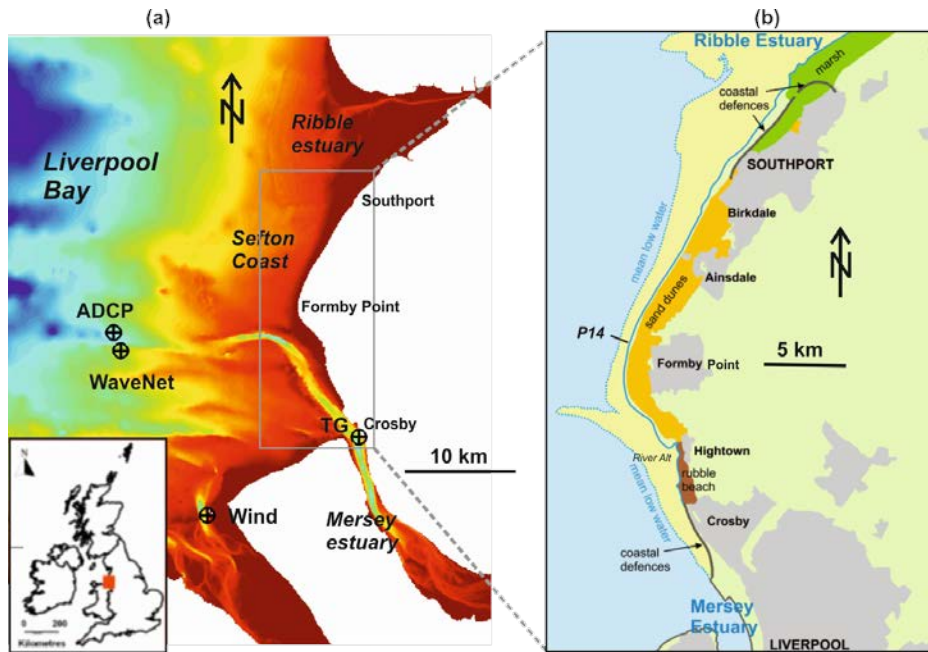 (a)
N
Ribble
estuary
Liverpool
Bay
Southport
Sefton
Coast
Formby Point
ADCP
WaveNet
TG
Crosby
10 km
Wind
Mersey
estuary
N
0 280
Kilometres
(b)
Ribble Estuary
marsh
coastal
defences
SOUTHPORT
Birkdale
N
mean low water
Ainsdale
sand dunes
P14
5 km
Formby Point
Hightown
River Alt
rubble
beach
mean low water
Crosby
coastal
defences
Mersey
Estuary
LIVERPOOL